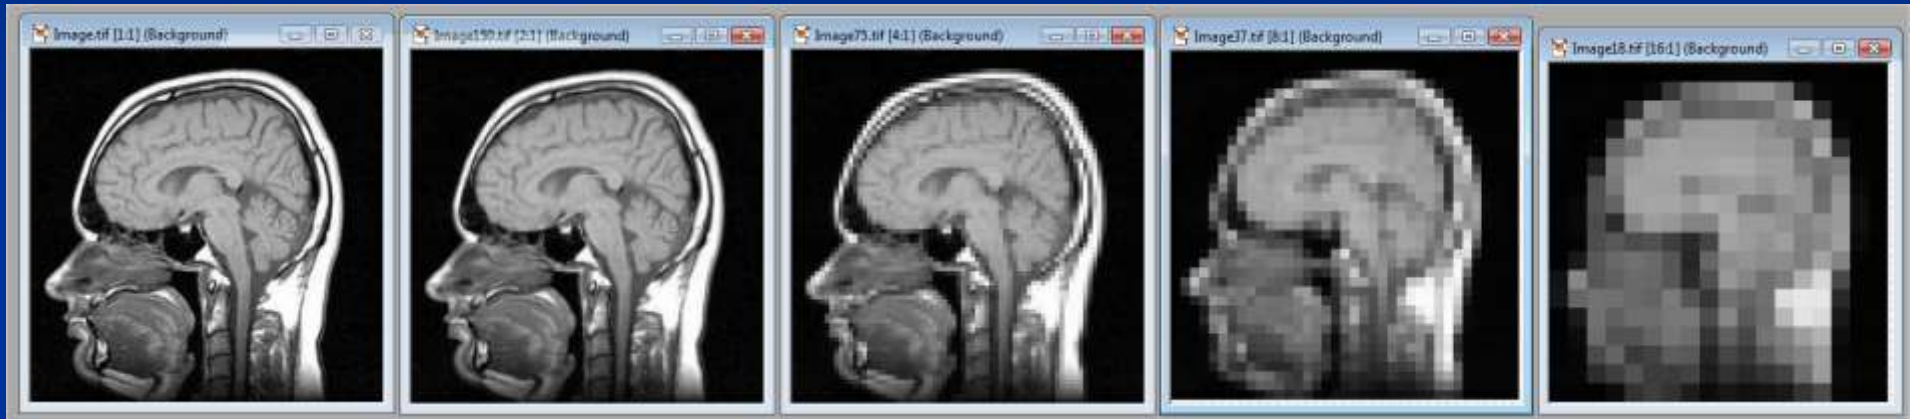 Image.tif [1:1] (Background)
Image150.tif [2:1] (Background)
Image75.tif [4:1] (Background)
Image37.tif [8:1] (Background)
Image18.tif [16:1] (Background)